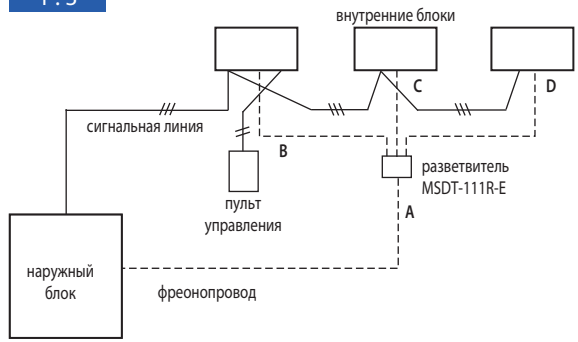 1 : 3
внутренние блоки
C
D
сигнальная линия
B
разветвитель
MSDT-111R-E
пульт
управления
A
наружный
блок
фреонопровод